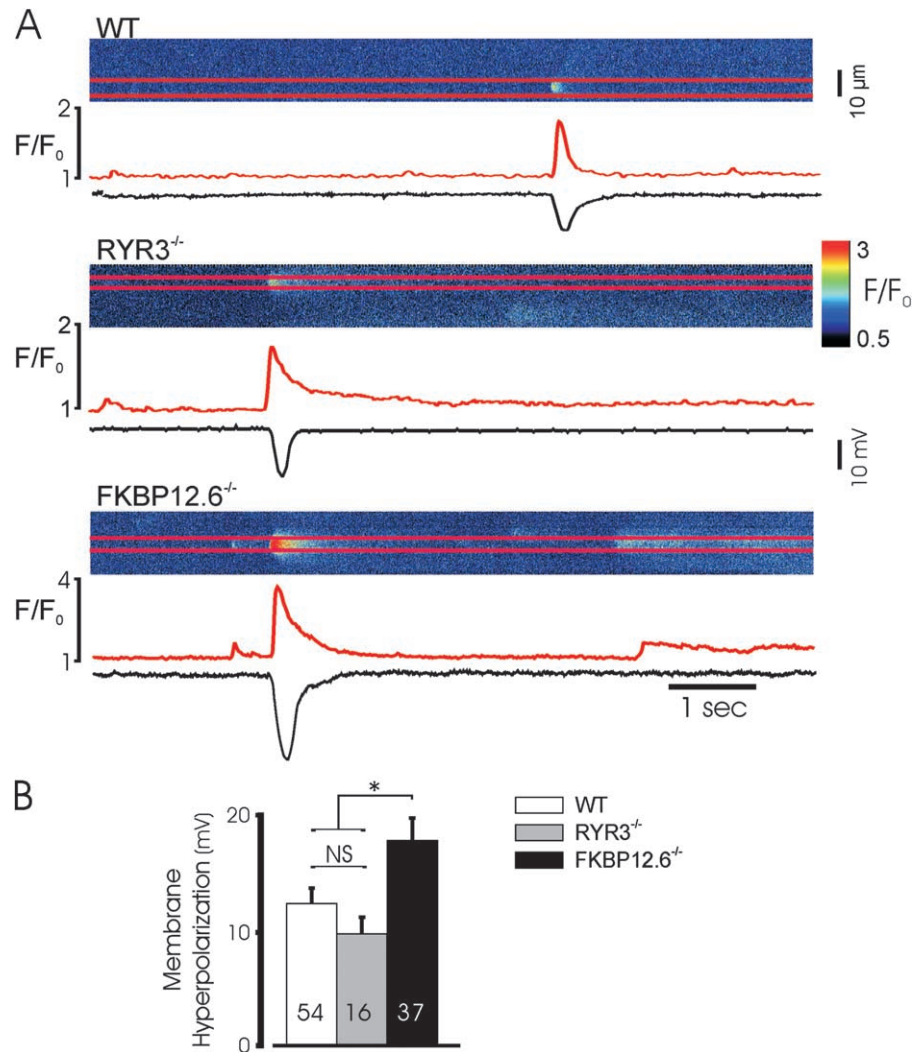 A
WT
10 µm
2
F/F₀
1
RYR3⁻/⁻
3
F/F₀
0.5
2
F/F₀
1
10 mV
FKBP12.6⁻/⁻
4
F/F₀
1
1 sec
B
20
*
WT
NS
RYR3⁻/⁻
FKBP12.6⁻/⁻
Membrane
Hyperpolarization (mV)
10
54 16 37
0